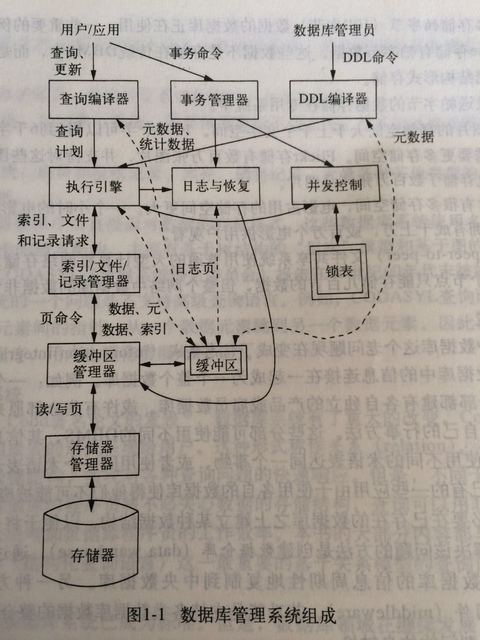 用户/应用
数据库管理员
查询、
更新
事务命令
DDL命令
查询编译器
事务管理器
DDL编译器
查询
计划
元数据、
统计数据
元数据
执行引擎
日志与恢复
并发控制
索引、文件
和记录请求
索引/文件/
记录管理器
日志页
锁表
页命令
数据、元
数据、索引
缓冲区
管理器
缓冲区
读/写页
存储器
管理器
存储器
图1-1 数据库管理系统组成